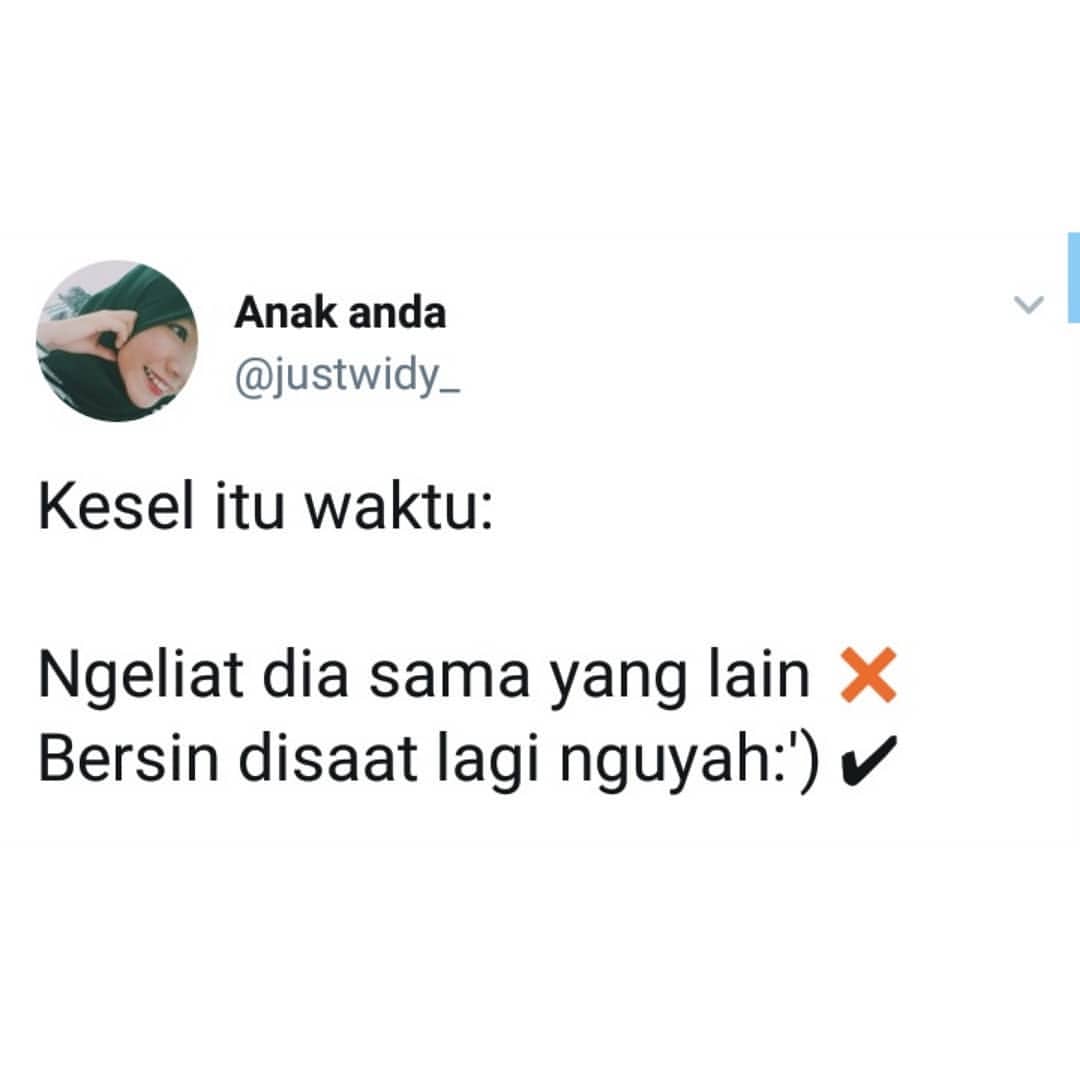 Anak anda
@justwidy_
Kesel itu waktu:
Ngeliat dia sama yang lain ❌
Bersin disaat lagi nguyah:') ✔